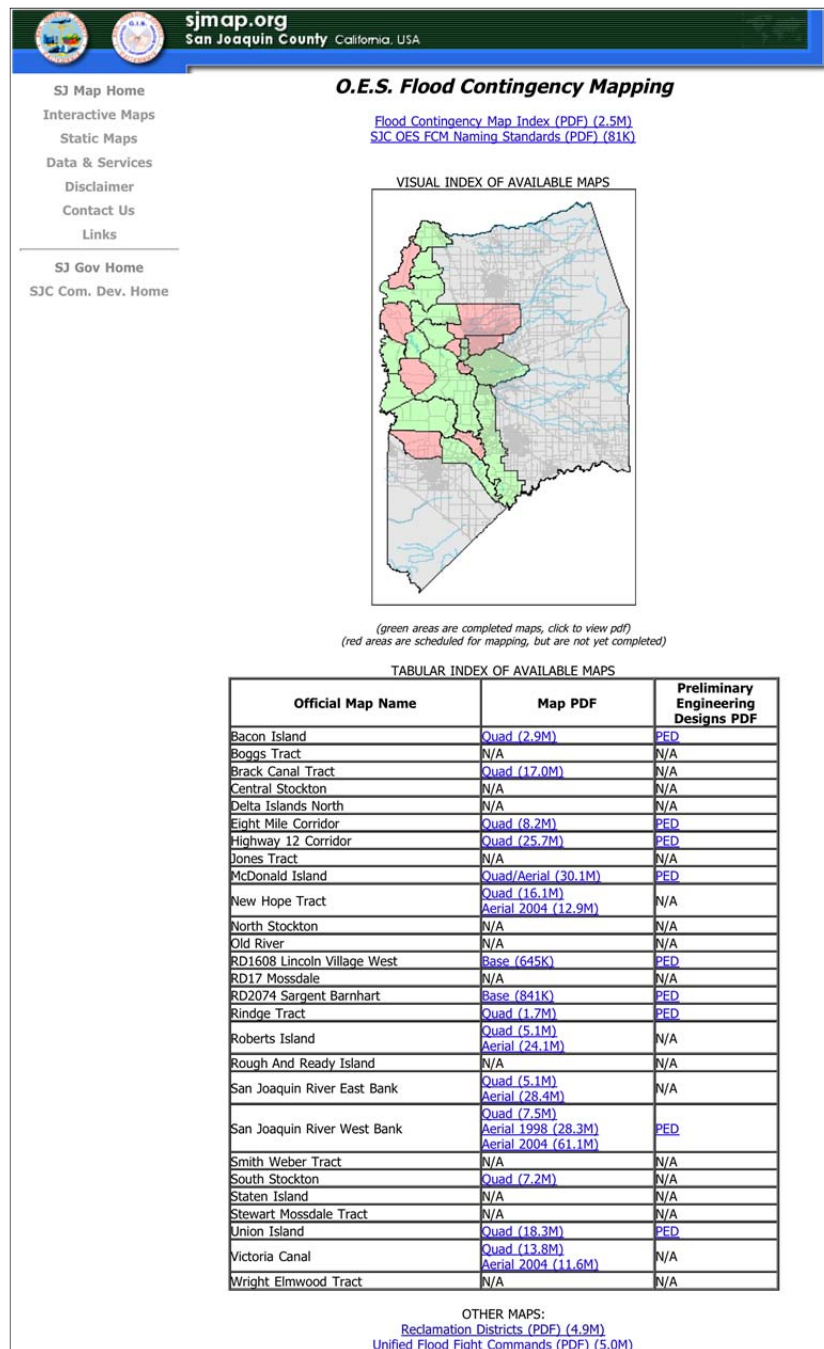 sjmap.org
San Joaquin County California, USA
SJ Map Home
Interactive Maps
Static Maps
Data & Services
Disclaimer
Contact Us
Links
SJ Gov Home
SJC Com. Dev. Home
O.E.S. Flood Contingency Mapping
Flood Contingency Map Index (PDF) (2.5M)
SJC OES FCM Naming Standards (PDF) (81K)
VISUAL INDEX OF AVAILABLE MAPS
(green areas are completed maps, click to view pdf)
(red areas are scheduled for mapping, but are not yet completed)
TABULAR INDEX OF AVAILABLE MAPS
Official Map Name Map PDF Preliminary Engineering Designs PDF
Bacon Island Quad (2.9M) PED
Boggs Tract N/A N/A
Brack Canal Tract Quad (17.0M) N/A
Central Stockton N/A N/A
Delta Islands North N/A N/A
Eight Mile Corridor Quad (8.2M) PED
Highway 12 Corridor Quad (25.7M) PED
Jones Tract N/A N/A
McDonald Island Quad/Aerial (30.1M) PED
New Hope Tract Quad (16.1M) Aerial 2004 (12.9M) N/A
North Stockton N/A N/A
Old River N/A N/A
RD1608 Lincoln Village West Base (645K) PED
RD17 Mossdale N/A N/A
RD2074 Sargent Barnhart Base (841K) PED
Rindge Tract Quad (1.7M) PED
Roberts Island Quad (5.1M) Aerial (24.1M) N/A
Rough And Ready Island N/A N/A
San Joaquin River East Bank Quad (5.1M) Aerial (28.4M) N/A
San Joaquin River West Bank Quad (7.5M) Aerial 1998 (28.3M) Aerial 2004 (61.1M) PED
Smith Weber Tract N/A N/A
South Stockton Quad (7.2M) N/A
Staten Island N/A N/A
Stewart Mossdale Tract N/A N/A
Union Island Quad (18.3M) PED
Victoria Canal Quad (13.8M) Aerial 2004 (11.6M) N/A
Wright Elmwood Tract N/A N/A
OTHER MAPS:
Reclamation Districts (PDF) (4.9M)
Unified Flood Fight Commands (PDF) (5.0M)